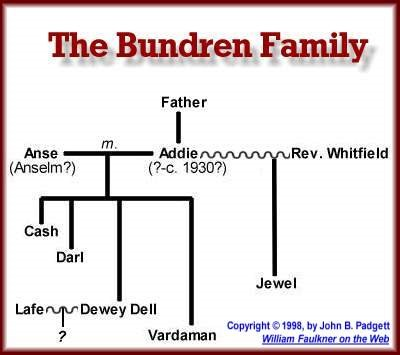 The Bundren Family
Father
m.
Anse Addie Rev. Whitfield
(Anselm?) (?-c. 1930?)
Cash
Darl
Jewel
Lafe Dewey Dell
?
Vardaman
Copyright © 1998, by John B. Padgett
William Faulkner on the Web